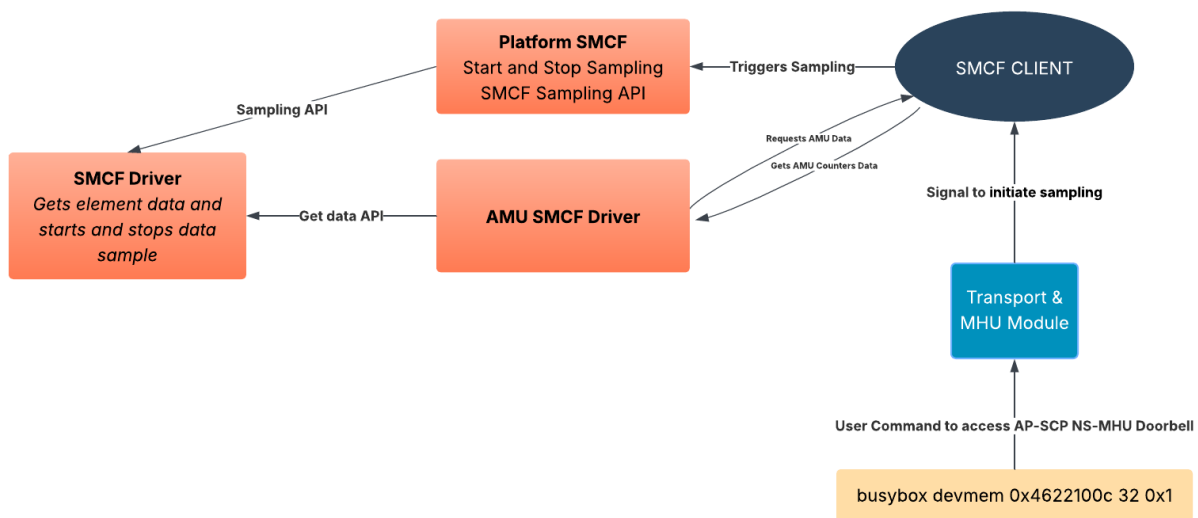 Platform SMCF
Start and Stop Sampling
SMCF Sampling API
Triggers Sampling
SMCF CLIENT
Sampling API
Requests AMU Data
Gets AMU Counters Data
SMCF Driver
Gets element data and
starts and stops data
sample
Get data API
AMU SMCF Driver
Signal to initiate sampling
Transport &
MHU Module
User Command to access AP-SCP NS-MHU Doorbell
busybox devmem 0x4622100c 32 0x1